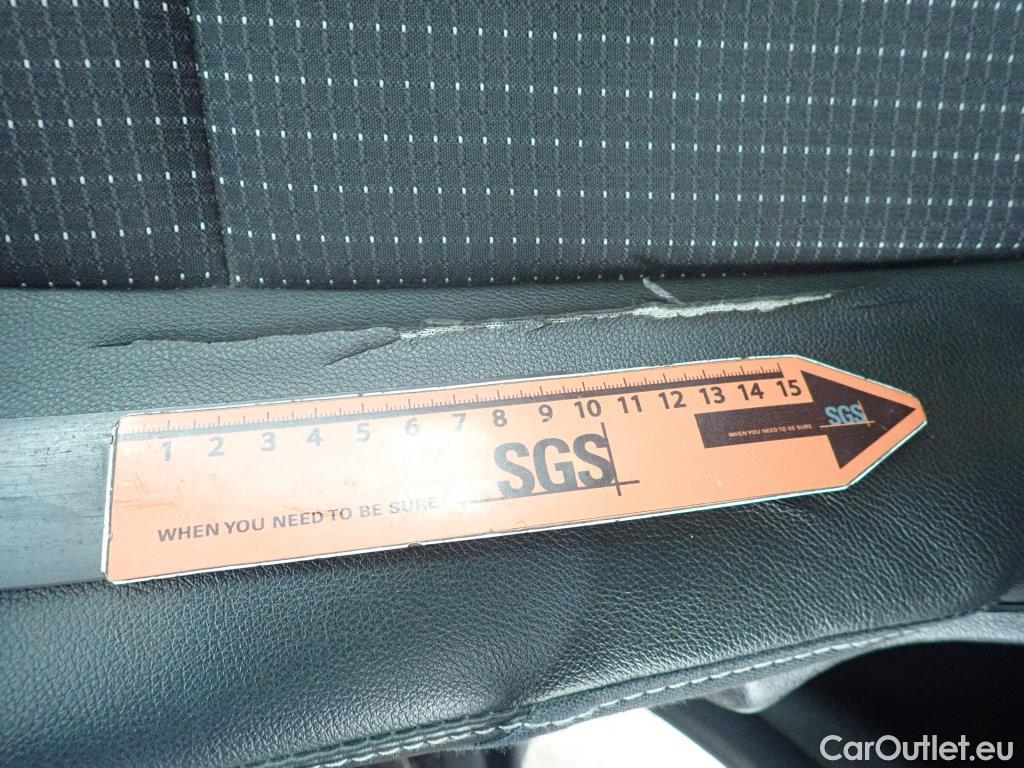 1 2 3 4 5 6 7 8 9 10 11 12 13 14 15
SGS
WHEN YOU NEED TO BE SURE
SGS
WHEN YOU NEED TO BE SURE
CarOutlet.eu